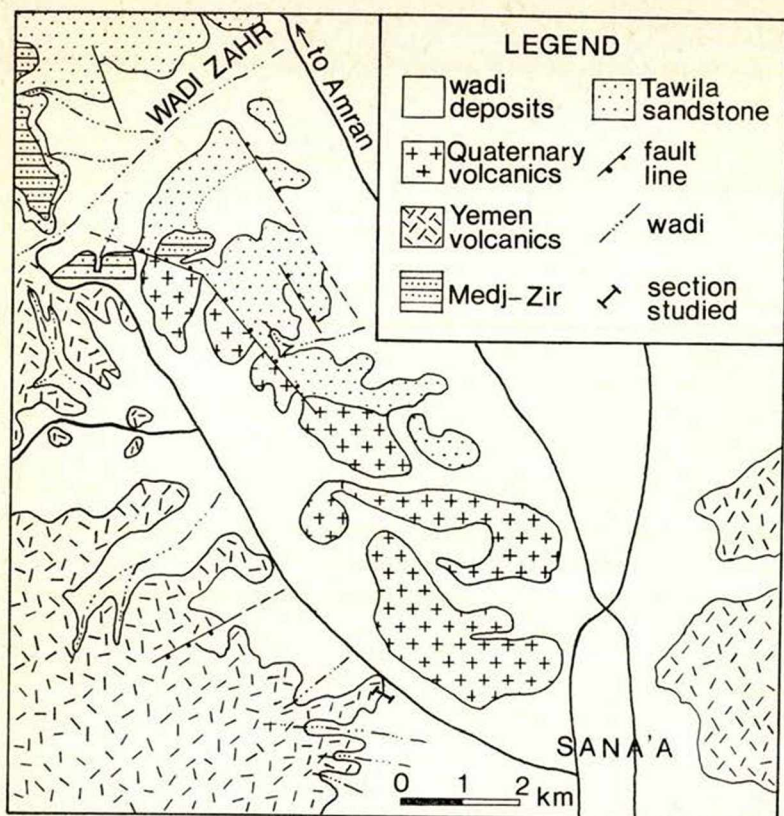 WADI ZAHR
←to Amran
LEGEND
wadi
deposits
Tawila
sandstone
Quaternary
volcanics
fault
line
Yemen
volcanics
wadi
Medj-Zir
section
studied
SANA'A
0 1 2 km